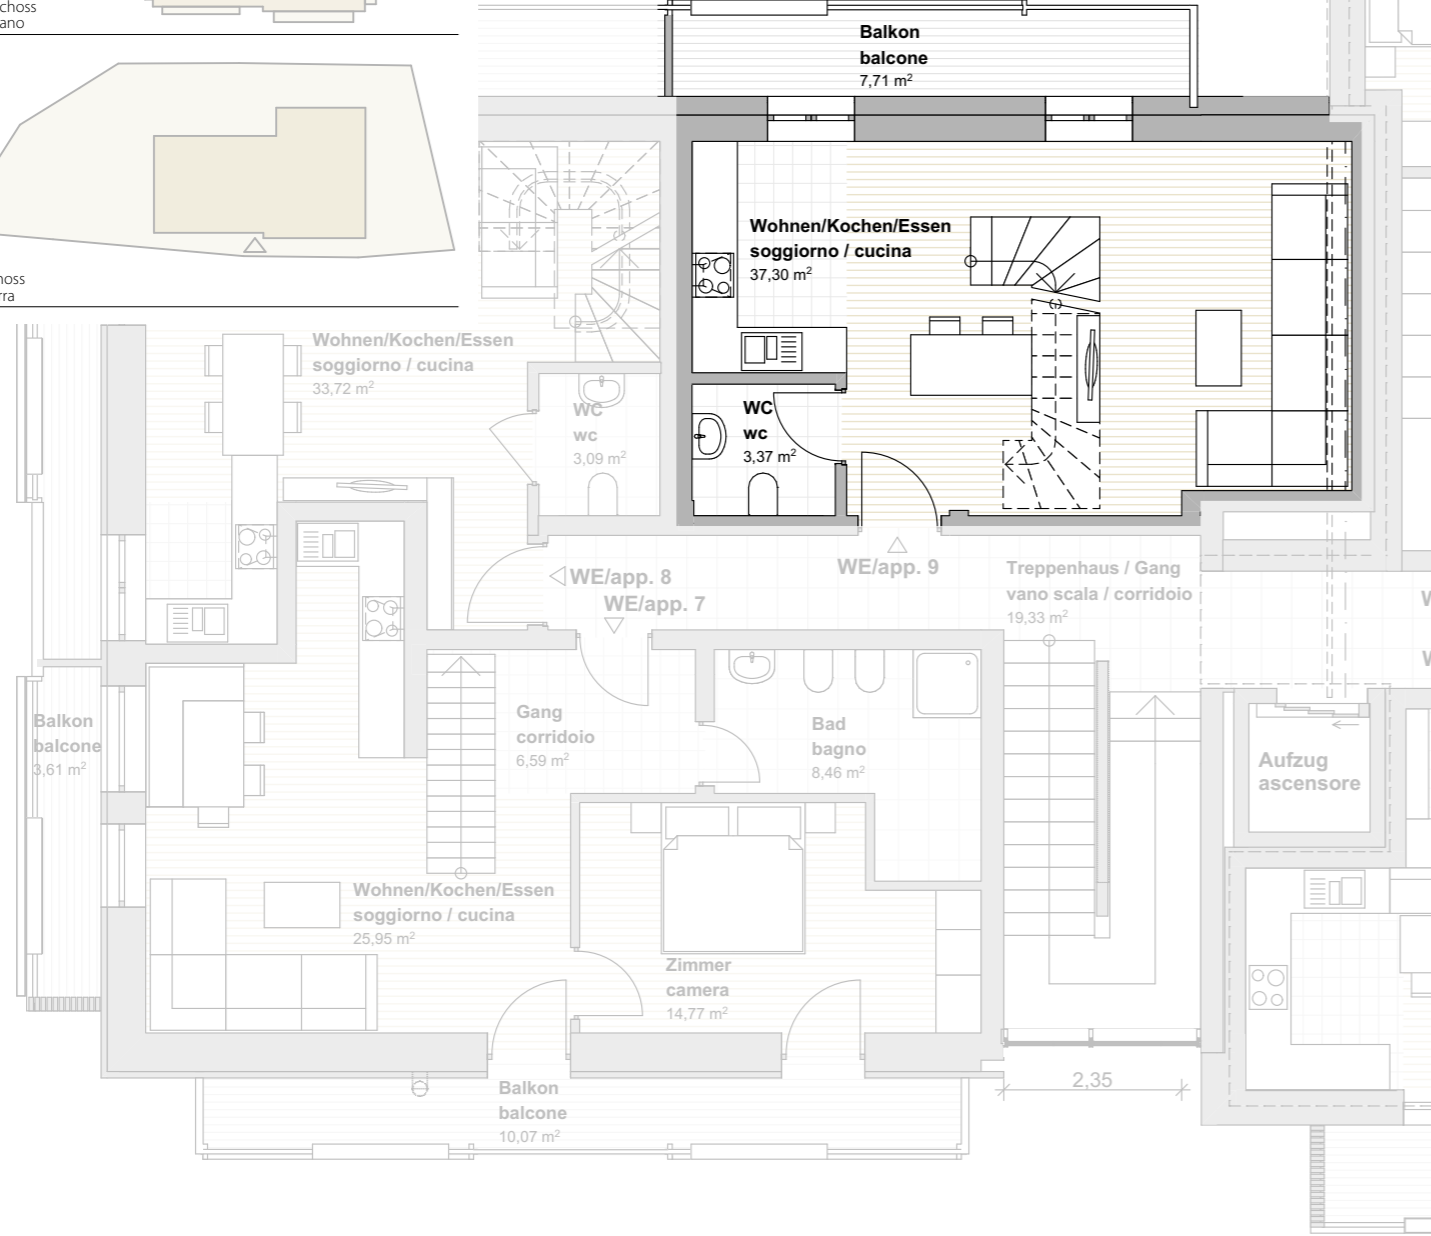 choss
ano
Balkon
balcone
7,71 m²
noss
rra
Wohnen/Kochen/Essen
soggiorno / cucina
37,30 m²
Wohnen/Kochen/Essen
soggiorno / cucina
33,72 m²
WC
wc
3,09 m²
WC
wc
3,37 m²
WE/app. 8
WE/app. 7
WE/app. 9
Treppenhaus / Gang
vano scala / corridoio
19,33 m²
W
W
Balkon
balcone
3,61 m²
Gang
corridoio
6,59 m²
Bad
bagno
8,46 m²
Aufzug
ascensore
Wohnen/Kochen/Essen
soggiorno / cucina
25,95 m²
Zimmer
camera
14,77 m²
Balkon
balcone
10,07 m²
2,35